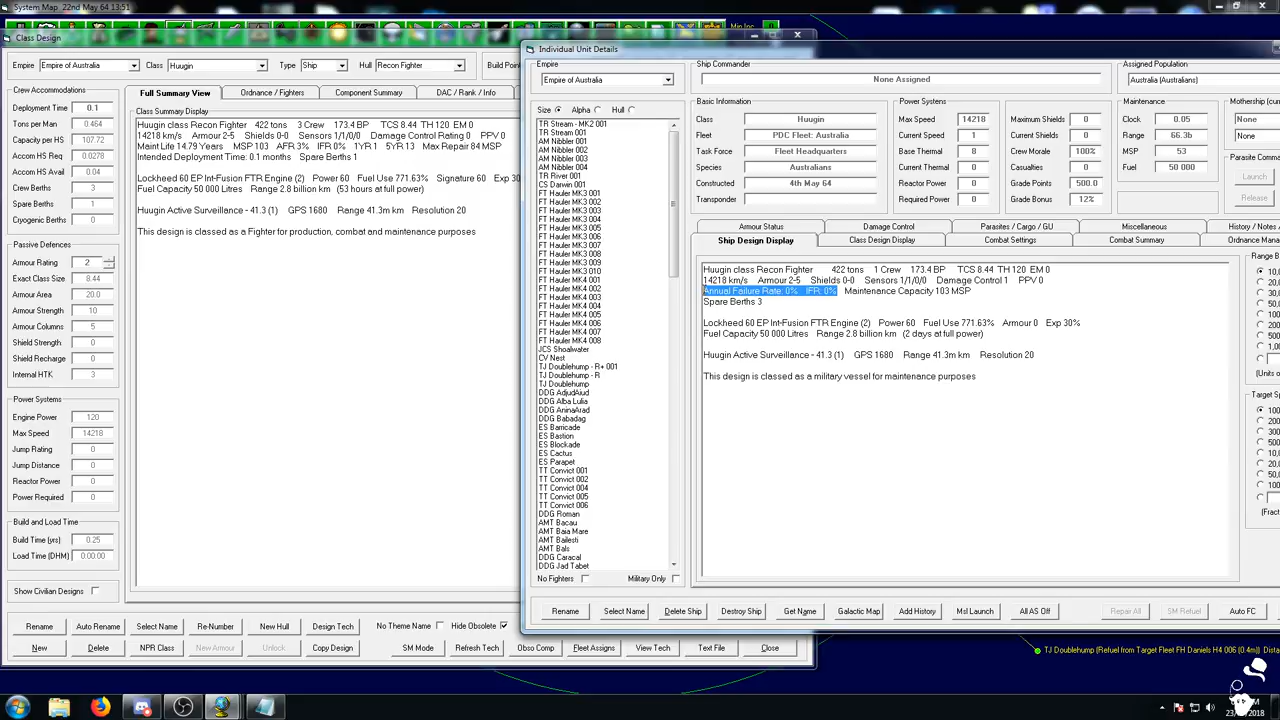 System Map 22nd May 64 13:51
Class Design
Empire
Empire of Australia
Class
Huugin
Type
Ship
Hull
Recon Fighter
Crew Accommodations
Deployment Time 0.1
Tons per Man 0.464
Capacity per HS 107.72
Accom HS Req 0.0278
Accom HS Avail 0.04
Crew Berths 3
Spare Berths 1
Cryogenic Berths 0
Passive Defences
Armour Rating 2
Exact Class Size 8.44
Armour Area 20.0
Armour Strength 10
Armour Columns 5
Shield Strength 0
Shield Recharge 0
Internal HTK 3
Power Systems
Engine Power 120
Max Speed 14218
Jump Rating 0
Jump Distance 0
Reactor Power 0
Power Required 0
Build and Load Time
Build Time (yrs) 0.25
Load Time (DHM) 0:00:00
Show Civilian Designs
Full Summary View
Ordnance / Fighters
Component Summary
DAC / Rank / Info
Class Summary Display
Huugin class Recon Fighter 422 tons 3 Crew 173.4 BP TCS 8.44 TH 120 EM 0
14218 km/s Armour 2-5 Shields 0-0 Sensors 1/1/0/0 Damage Control Rating 0 PPV 0
Maint Life 14.79 Years MSP 103 AFR 3% IFR 0% 1YR 1 5YR 13 Max Repair 84 MSP
Intended Deployment Time: 0.1 months Spare Berths 1
Lockheed 60 EP Int-Fusion FTR Engine (2) Power 60 Fuel Use 771.63% Signature 60 Exp 30
Fuel Capacity 50 000 Litres Range 2.8 billion km (53 hours at full power)
Huugin Active Surveillance - 41.3 (1) GPS 1680 Range 41.3m km Resolution 20
This design is classed as a Fighter for production, combat and maintenance purposes
Rename
Auto Rename
Select Name
Re-Number
New Hull
Design Tech
No Theme Name
Hide Obsolete
New
Delete
NPR Class
New Armour
Unlock
Copy Design
SM Mode
Refresh Tech
Obso Comp
Fleet Assigns
View Tech
Text File
Close
Individual Unit Details
Empire
Empire of Australia
Size
Alpha
Hull
TR Stream - MK2 001
TR Stream 001
AM Nibbler 001
AM Nibbler 002
AM Nibbler 003
AM Nibbler 004
TR River 001
CS Darwin 001
FT Hauler MK3 001
FT Hauler MK3 002
FT Hauler MK3 003
FT Hauler MK3 004
FT Hauler MK3 005
FT Hauler MK3 006
FT Hauler MK3 007
FT Hauler MK3 008
FT Hauler MK3 009
FT Hauler MK3 010
FT Hauler MK4 001
FT Hauler MK4 002
FT Hauler MK4 003
FT Hauler MK4 004
FT Hauler MK4 005
FT Hauler MK4 006
FT Hauler MK4 007
FT Hauler MK4 008
JCS Shoalwater
CV Nest
TJ Doublehump - R+ 001
TJ Doublehump - R
TJ Doublehump
DDG AdjudAiud
DDG Alba Lulia
DDG AninaArad
DDG Babadag
ES Barricade
ES Bastion
ES Blockade
ES Cactus
ES Parapet
TT Convict 001
TT Convict 002
TT Convict 004
TT Convict 005
TT Convict 006
DDG Roman
AMT Bacau
AMT Baia Mare
AMT Bailesti
AMT Bals
DDG Caracal
DDG Jad Tabet
No Fighters
Military Only
Ship Commander
None Assigned
Assigned Population
(Australia (Australians)
Basic Information
Class Huugin
Fleet PDC Fleet: Australia
Task Force Fleet Headquarters
Species Australians
Constructed 4th May 64
Transponder
Power Systems
Max Speed 14218
Current Speed 1
Base Thermal 8
Current Thermal 0
Reactor Power 0
Required Power 0
Maximum Shields 0
Current Shields 0
Crew Morale 100%
Casualties 0
Grade Points 500.0
Grade Bonus 12%
Maintenance
Clock 0.05
Range 66.3b
MSP 53
Fuel 50 000
Mothership (cur
None
None
Parasite Comma
Launch
Release
Armour Status
Damage Control
Parasites / Cargo / GU
Miscellaneous
History / Notes /
Ship Design Display
Class Design Display
Combat Settings
Combat Summary
Ordnance Mana
Huugin class Recon Fighter 422 tons 1 Crew 173.4 BP TCS 8.44 TH 120 EM 0
14218 km/s Armour 2-5 Shields 0-0 Sensors 1/1/0/0 Damage Control 1 PPV 0
Annual Failure Rate: 0% IFR: 0% Maintenance Capacity 103 MSP
Spare Berths 3
Lockheed 60 EP Int-Fusion FTR Engine (2) Power 60 Fuel Use 771.63% Armour 0 Exp 30%
Fuel Capacity 50 000 Litres Range 2.8 billion km (2 days at full power)
Huugin Active Surveillance - 41.3 (1) GPS 1680 Range 41.3m km Resolution 20
This design is classed as a military vessel for maintenance purposes
Range B
(Units o
Target Sp
(Frac
Rename
Select Name
Delete Ship
Destroy Ship
Get Name
Galactic Map
Add History
Msl Launch
All AS Off
Repair All
SM Refuel
Auto FC
TJ Doublehump (Refuel from Target Fleet FH Daniels H4 006 (0.4m)) Distan